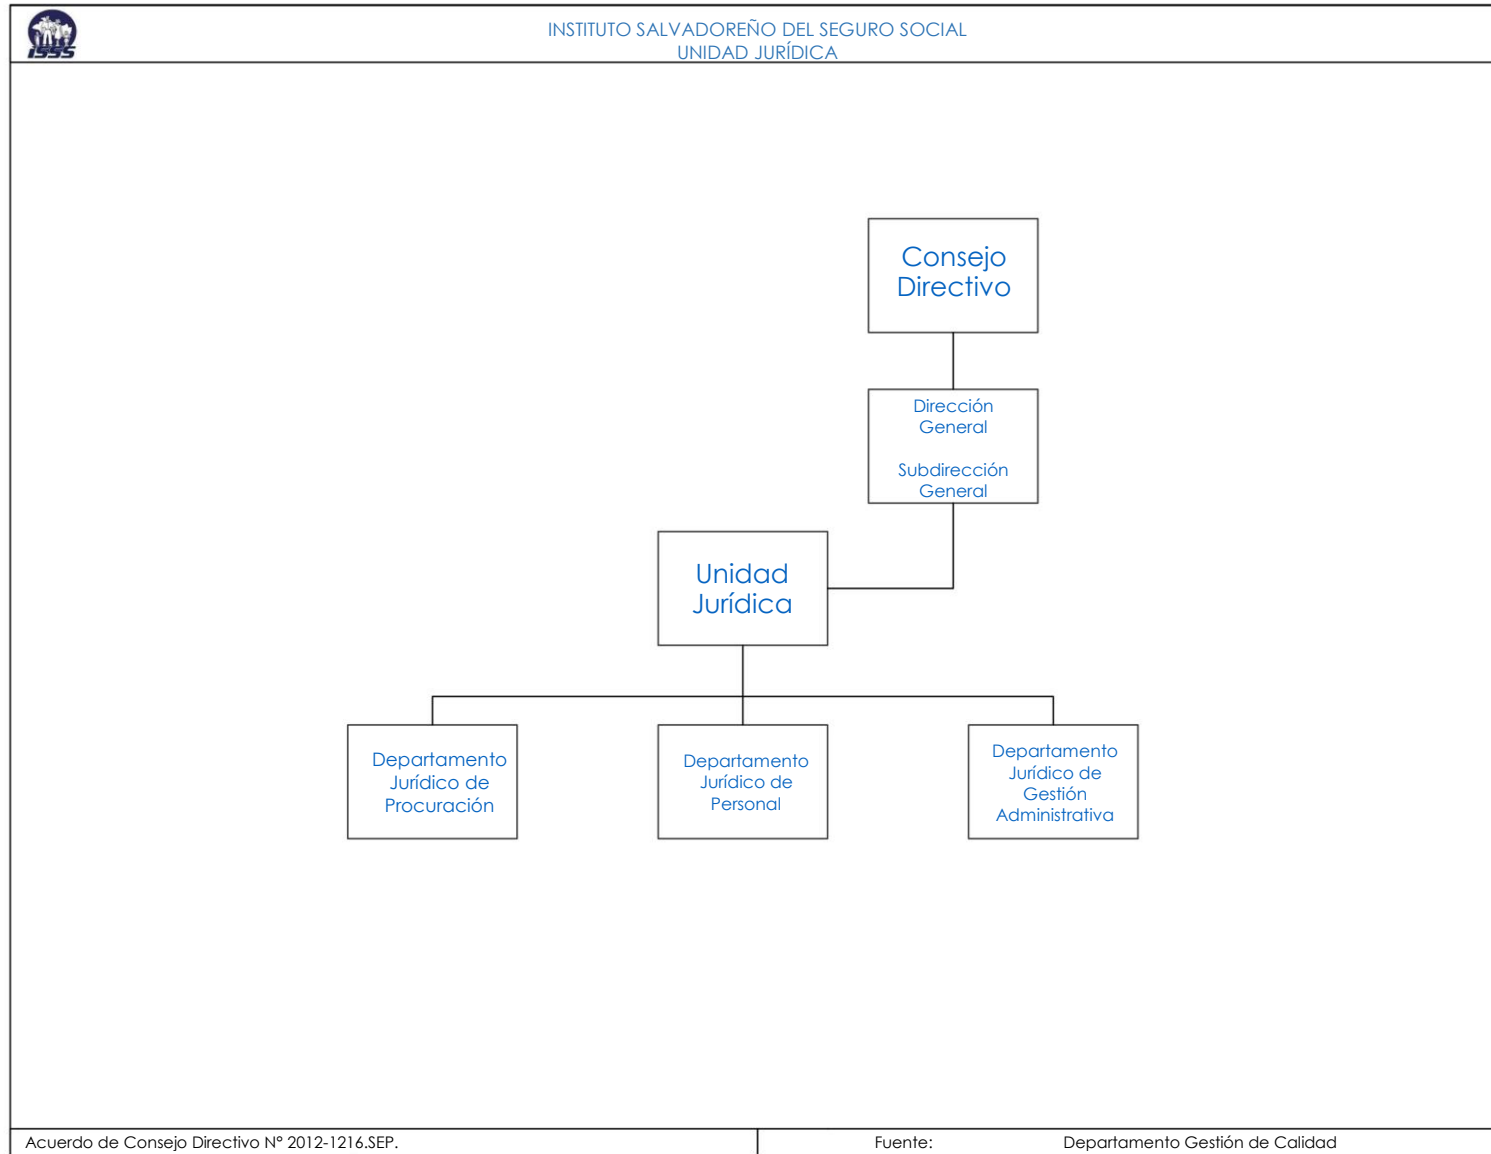 ISSS
INSTITUTO SALVADOREÑO DEL SEGURO SOCIAL
UNIDAD JURÍDICA
Consejo
Directivo
Dirección
General
Subdirección
General
Unidad
Jurídica
Departamento
Jurídico de
Procuración
Departamento
Jurídico de
Personal
Departamento
Jurídico de
Gestión
Administrativa
Acuerdo de Consejo Directivo N° 2012-1216.SEP.
Fuente: Departamento Gestión de Calidad